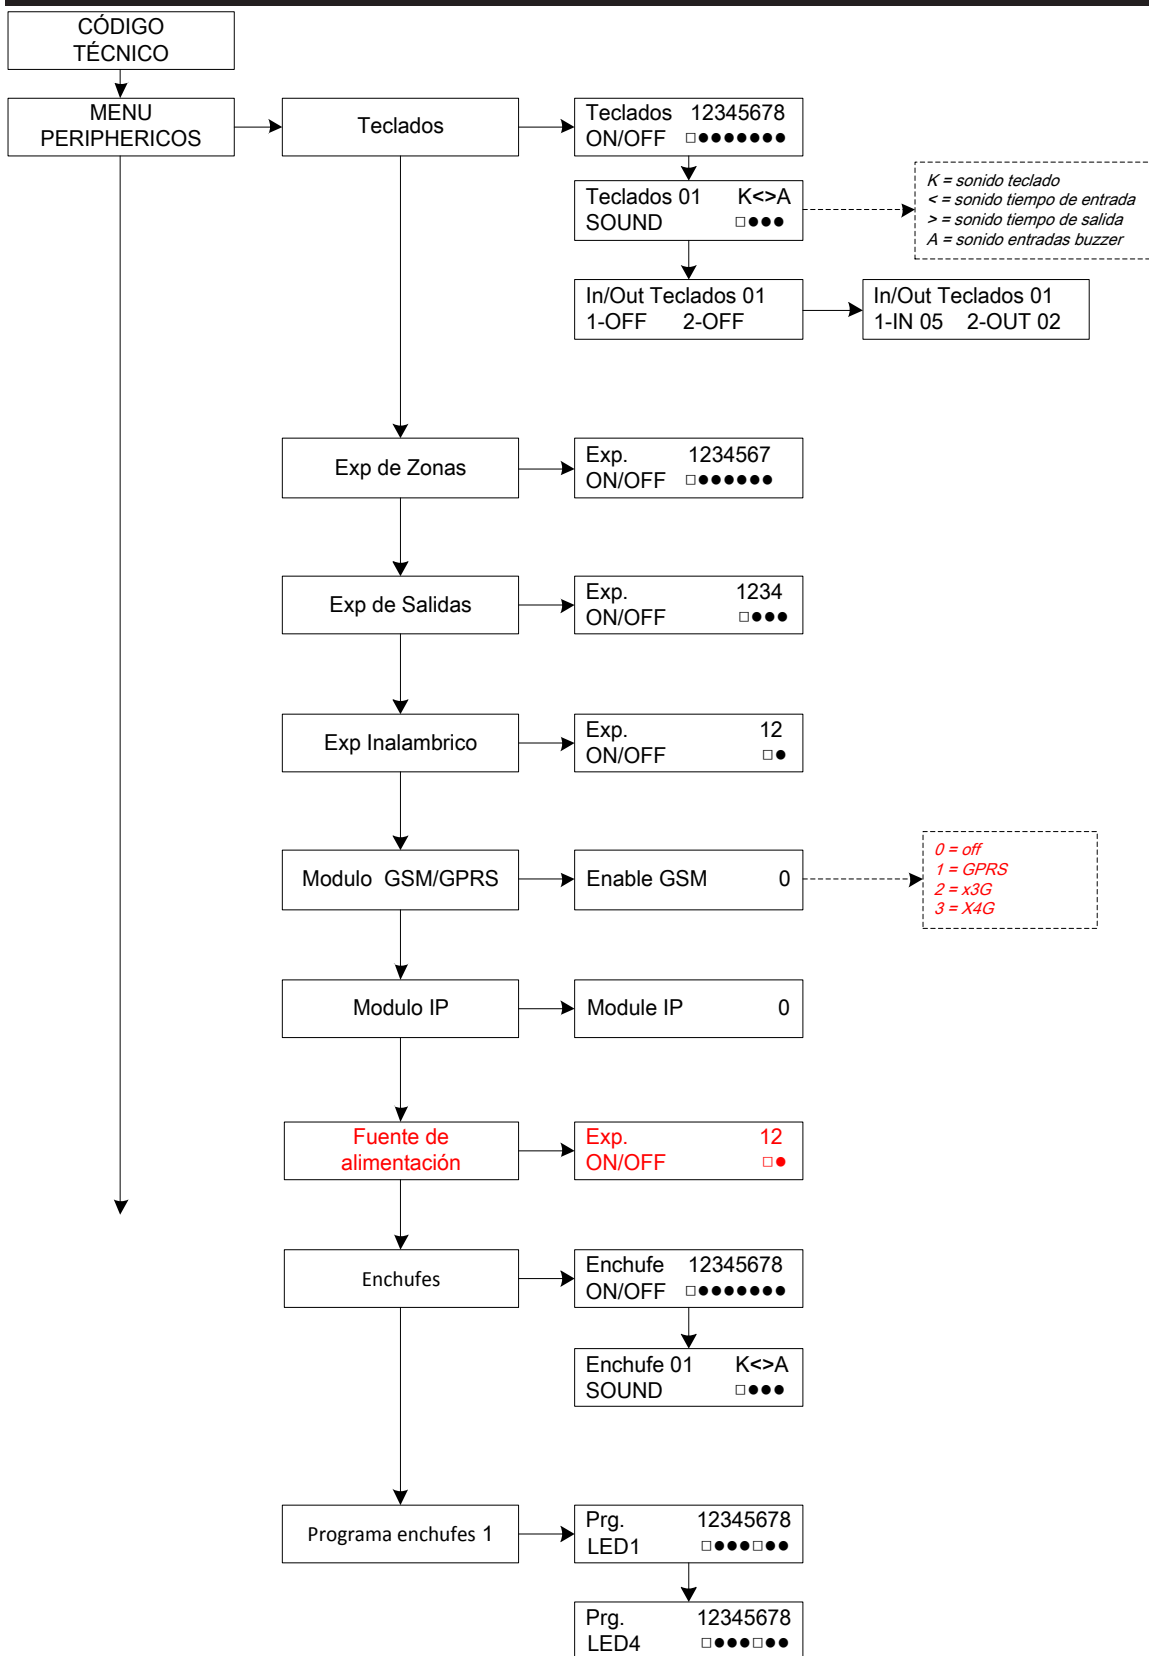 CÓDIGO
TÉCNICO
MENU
PERIPHERICOS
Teclados
Teclados 12345678
ON/OFF □●●●●●●●
Teclados 01 K<>A
SOUND □●●●
K = sonido teclado
< = sonido tiempo de entrada
> = sonido tiempo de salida
A = sonido entradas buzzer
In/Out Teclados 01
1-OFF 2-OFF
In/Out Teclados 01
1-IN 05 2-OUT 02
Exp de Zonas
Exp. 1234567
ON/OFF □●●●●●●
Exp de Salidas
Exp. 1234
ON/OFF □●●●
Exp Inalambrico
Exp. 12
ON/OFF □●
Modulo GSM/GPRS
Enable GSM 0
0 = off
1 = GPRS
2 = x3G
3 = X4G
Modulo IP
Module IP 0
Fuente de
alimentación
Exp. 12
ON/OFF □●
Enchufes
Enchufe 12345678
ON/OFF □●●●●●●●
Enchufe 01 K<>A
SOUND □●●●
Programa enchufes 1
Prg. 12345678
LED1 □●●●□●●
Prg. 12345678
LED4 □●●●□●●